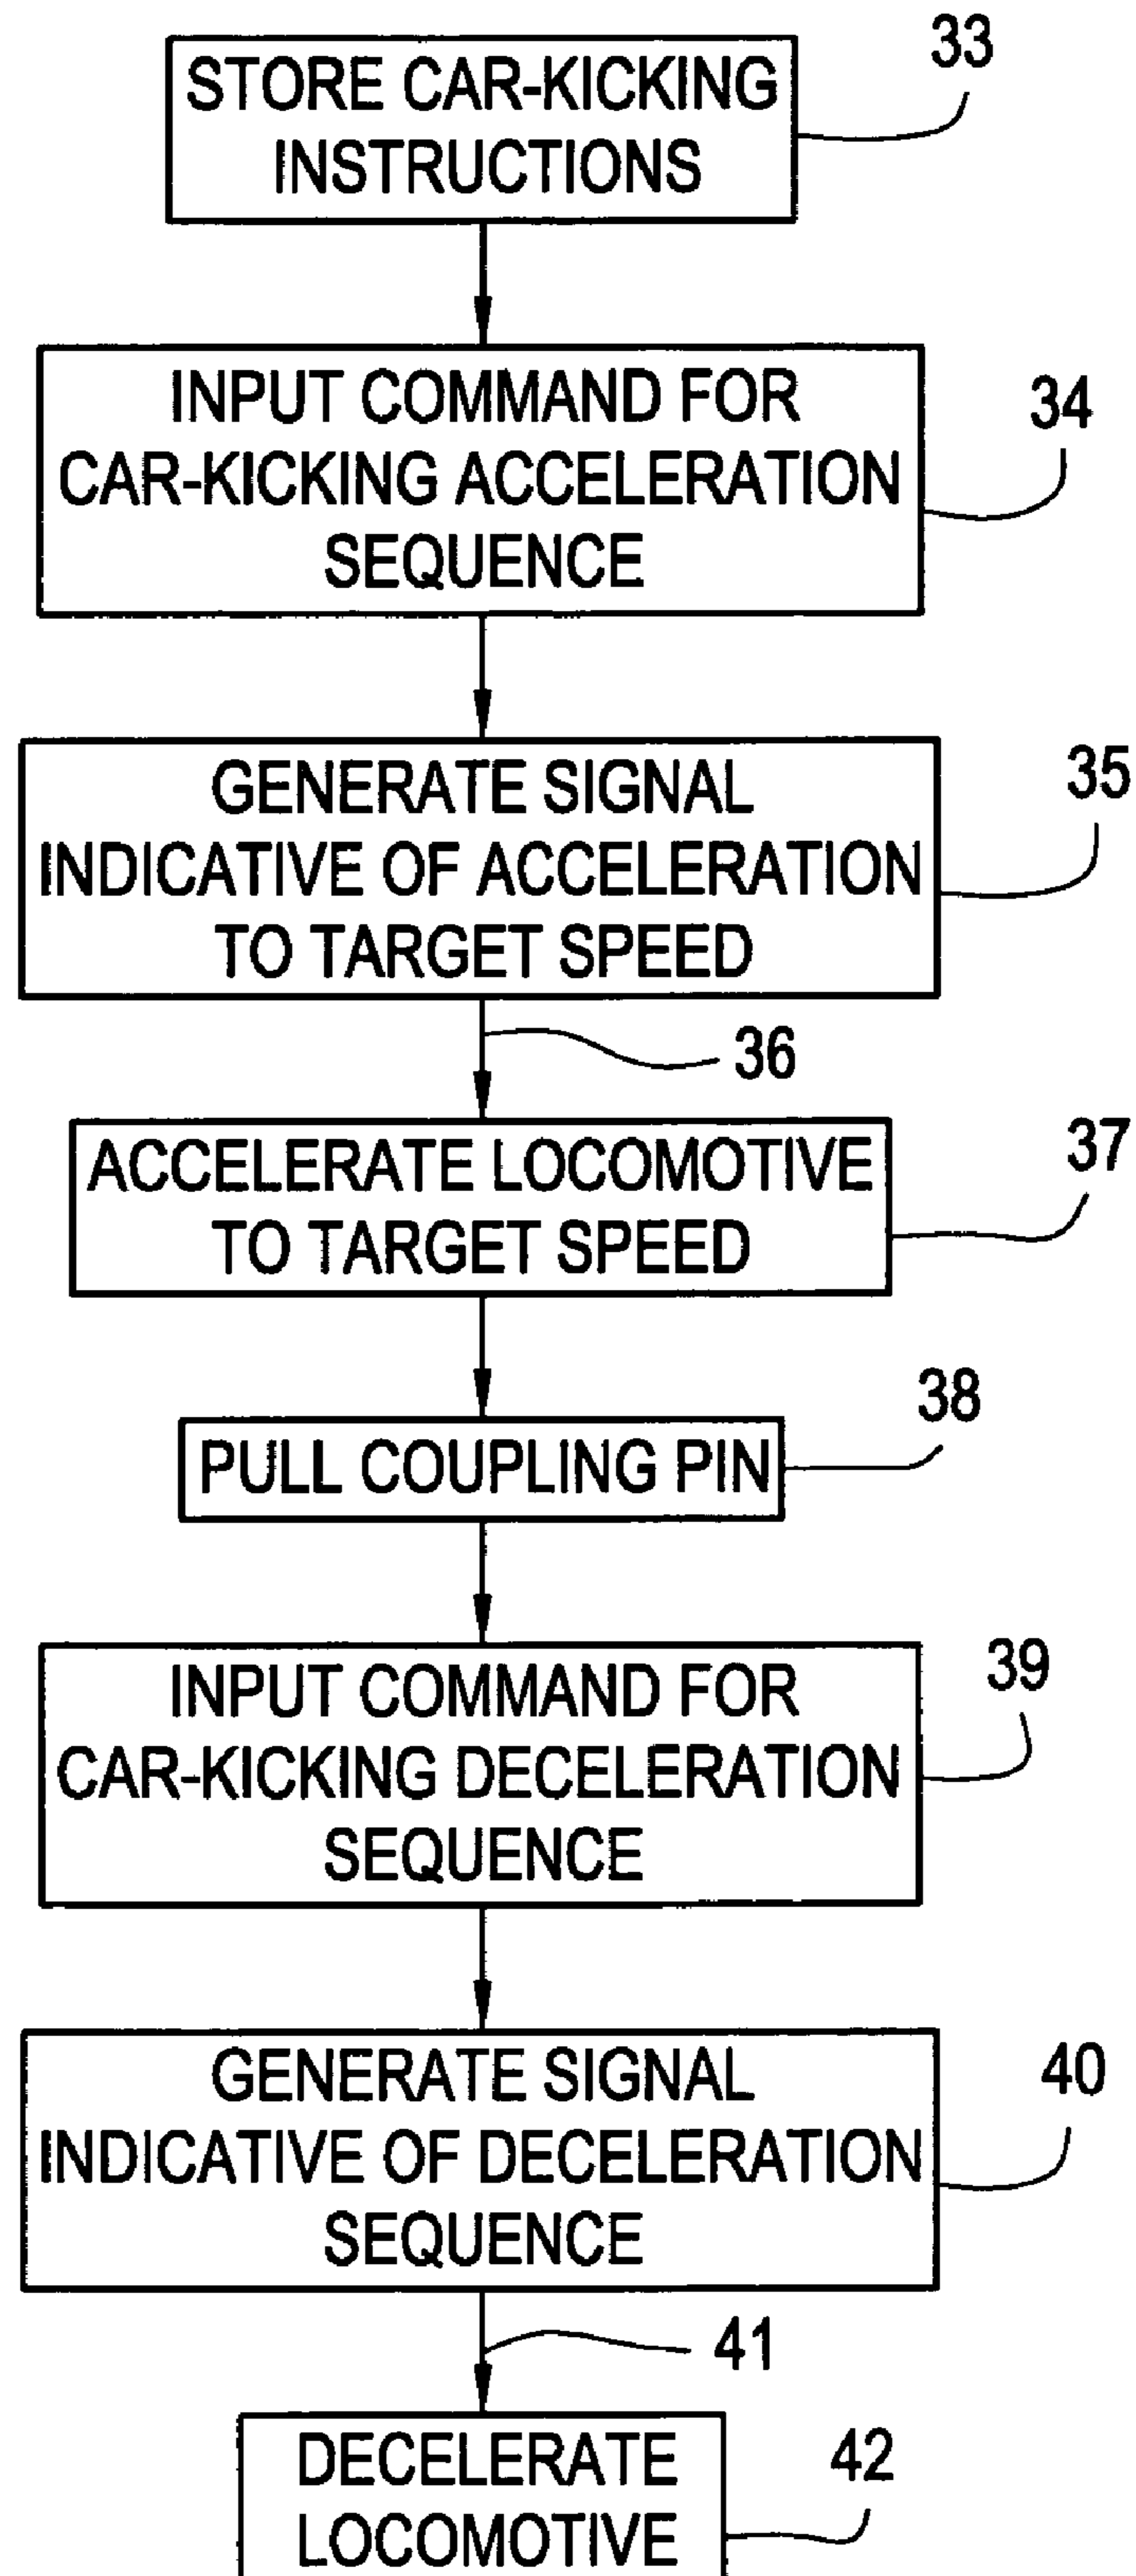 33
STORE CAR-KICKING
INSTRUCTIONS
34
INPUT COMMAND FOR
CAR-KICKING ACCELERATION
SEQUENCE
35
GENERATE SIGNAL
INDICATIVE OF ACCELERATION
TO TARGET SPEED
36
37
ACCELERATE LOCOMOTIVE
TO TARGET SPEED
38
PULL COUPLING PIN
39
INPUT COMMAND FOR
CAR-KICKING DECELERATION
SEQUENCE
40
GENERATE SIGNAL
INDICATIVE OF DECELERATION
SEQUENCE
41
42
DECELERATE
LOCOMOTIVE